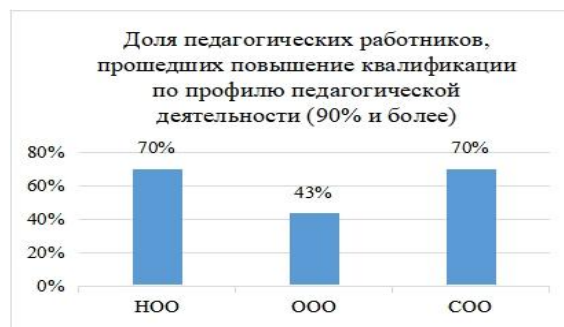 Доля педагогических работников,
прошедших повышение квалификации
по профилю педагогической
деятельности (90% и более)
80%
70%
70%
60%
43%
40%
20%
0%
НОО
ООО
СОО